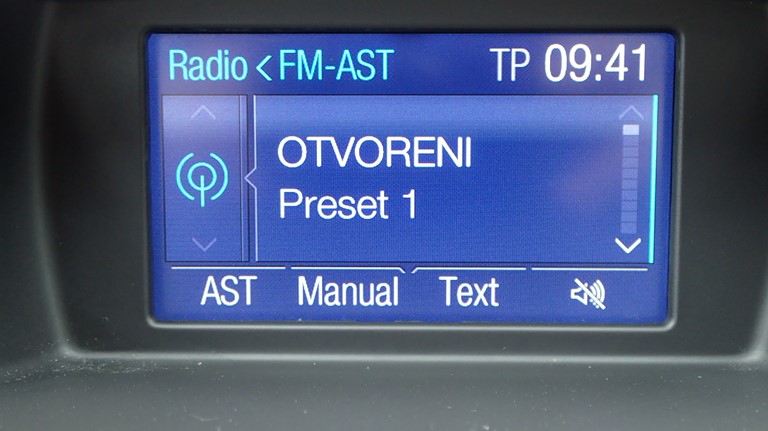 Radio < FM-AST TP 09:41
OTVORENI
Preset 1
AST Manual Text